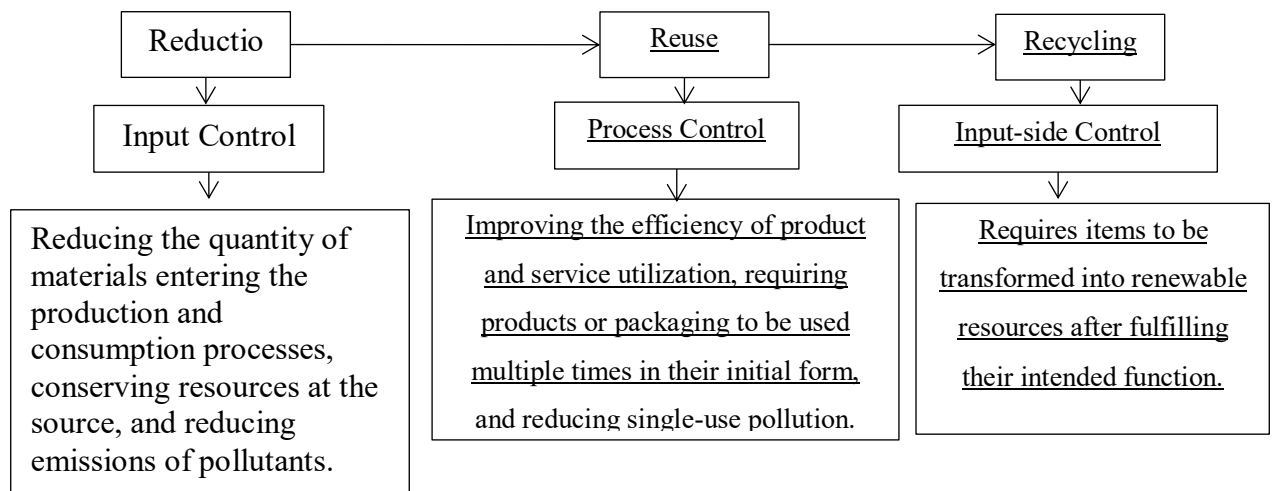 Reductio
Reuse
Recycling
Input Control
Process Control
Input-side Control
Reducing the quantity of
materials entering the
production and
consumption processes,
conserving resources at the
source, and reducing
emissions of pollutants.
Improving the efficiency of product
and service utilization, requiring
products or packaging to be used
multiple times in their initial form,
and reducing single-use pollution.
Requires items to be
transformed into renewable
resources after fulfilling
their intended function.